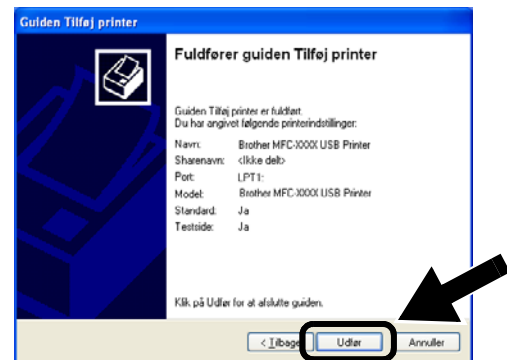 Guiden Tilføj printer
Fuldfører guiden Tilføj printer
Guiden Tilføj printer er fuldført.
Du har angivet følgende printerindstillinger:
Navn: Brother MFC-XXXX USB Printer
Sharenavn: <Ikke delt>
Port: LPT1:
Model: Brother MFC-XXXX USB Printer
Standard: Ja
Testside: Ja
Klik på Udfør for at afslutte guiden.
< Tilbage Udfør Annuller